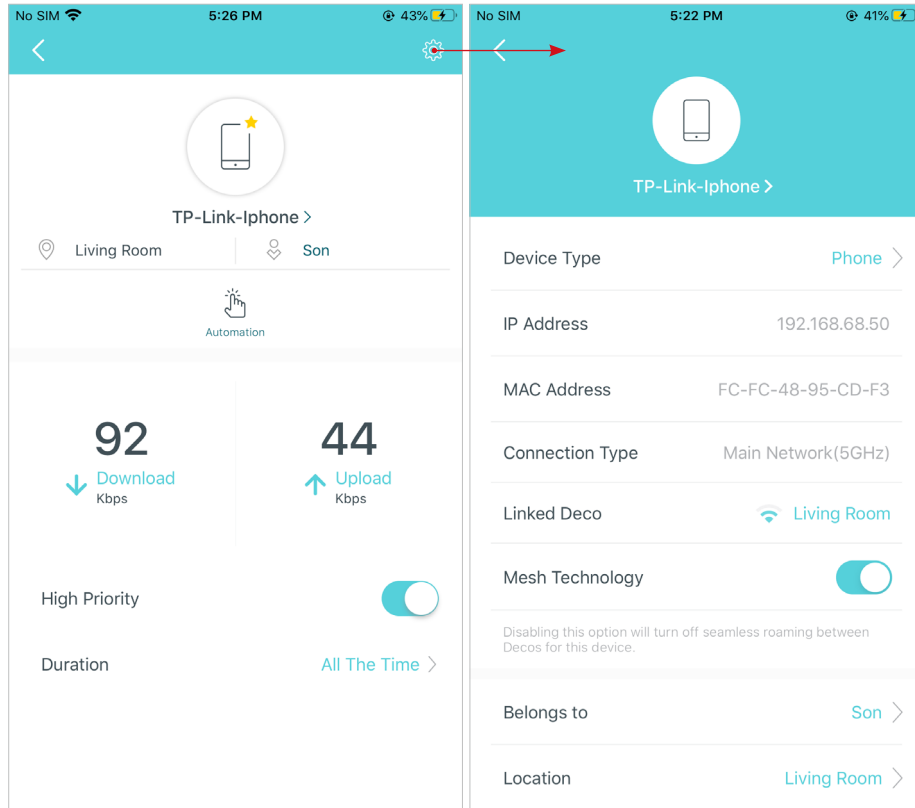 No SIM 5:26 PM 43%
TP-Link-Iphone >
Living Room Son
Automation
92 44
Download Upload
Kbps Kbps
High Priority
Duration All The Time >
No SIM 5:22 PM 41%
TP-Link-Iphone >
Device Type Phone >
IP Address 192.168.68.50
MAC Address FC-FC-48-95-CD-F3
Connection Type Main Network(5GHz)
Linked Deco Living Room
Mesh Technology
Disabling this option will turn off seamless roaming between
Decos for this device.
Belongs to Son >
Location Living Room >